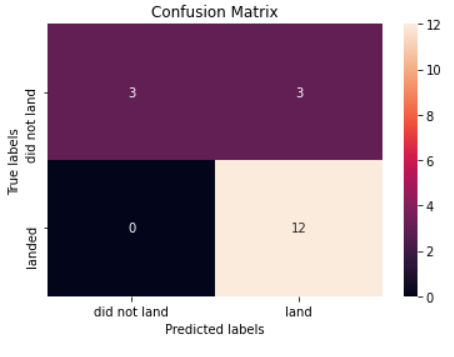 Confusion Matrix
True labels
did not land
landed
3
3
0
12
did not land
land
Predicted labels
12
10
8
6
4
2
0